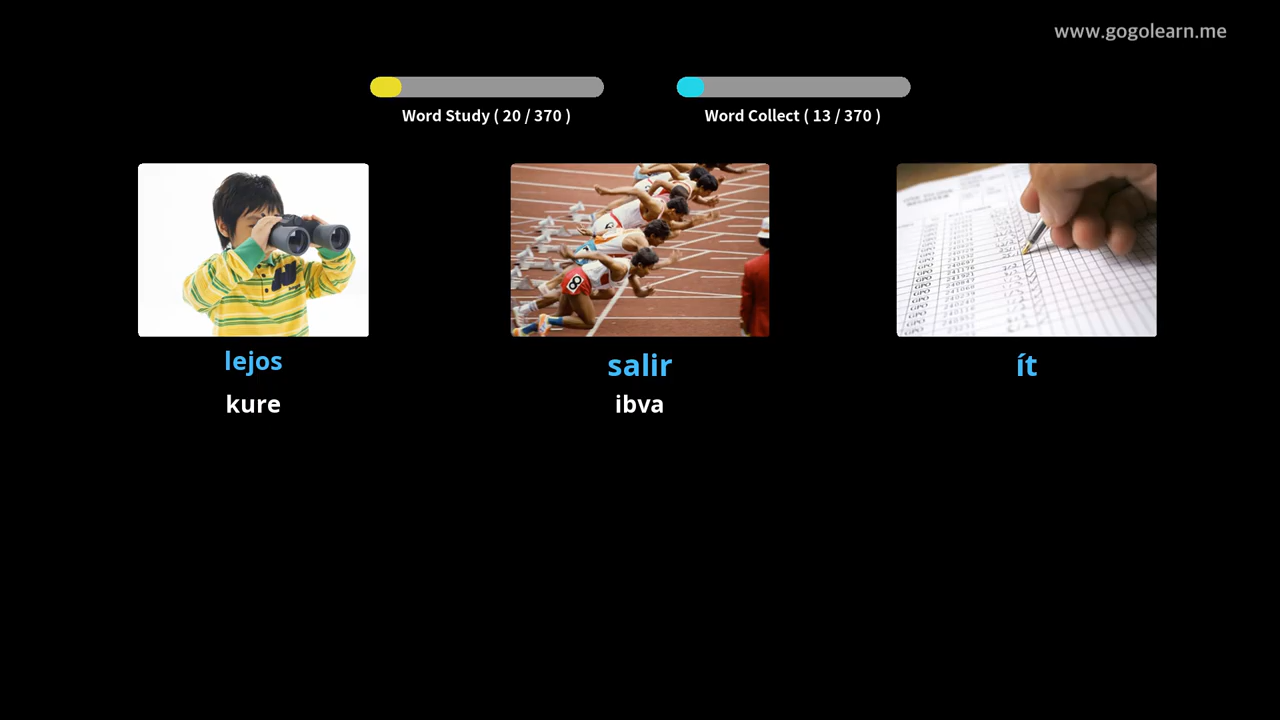 www.gogolearn.me
Word Study ( 20 / 370 )
Word Collect ( 13 / 370 )
lejos
salir
ít
kure
ibva